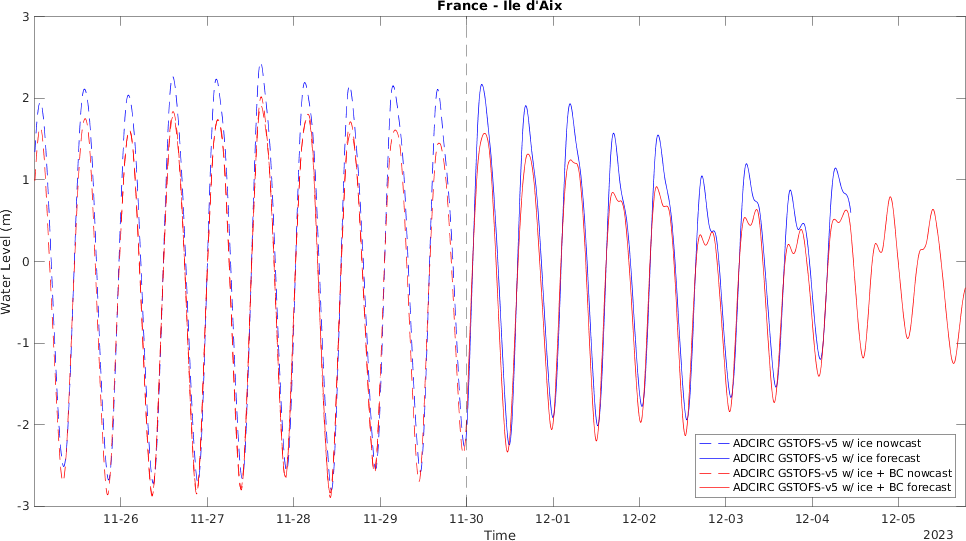 France - Ile d'Aix
Water Level (m)
3
2
1
0
-1
-2
-3
11-26
11-27
11-28
11-29
11-30
12-01
12-02
12-03
12-04
12-05
Time
2023
ADCIRC GSTOFS-v5 w/ ice nowcast
ADCIRC GSTOFS-v5 w/ ice forecast
ADCIRC GSTOFS-v5 w/ ice + BC nowcast
ADCIRC GSTOFS-v5 w/ ice + BC forecast